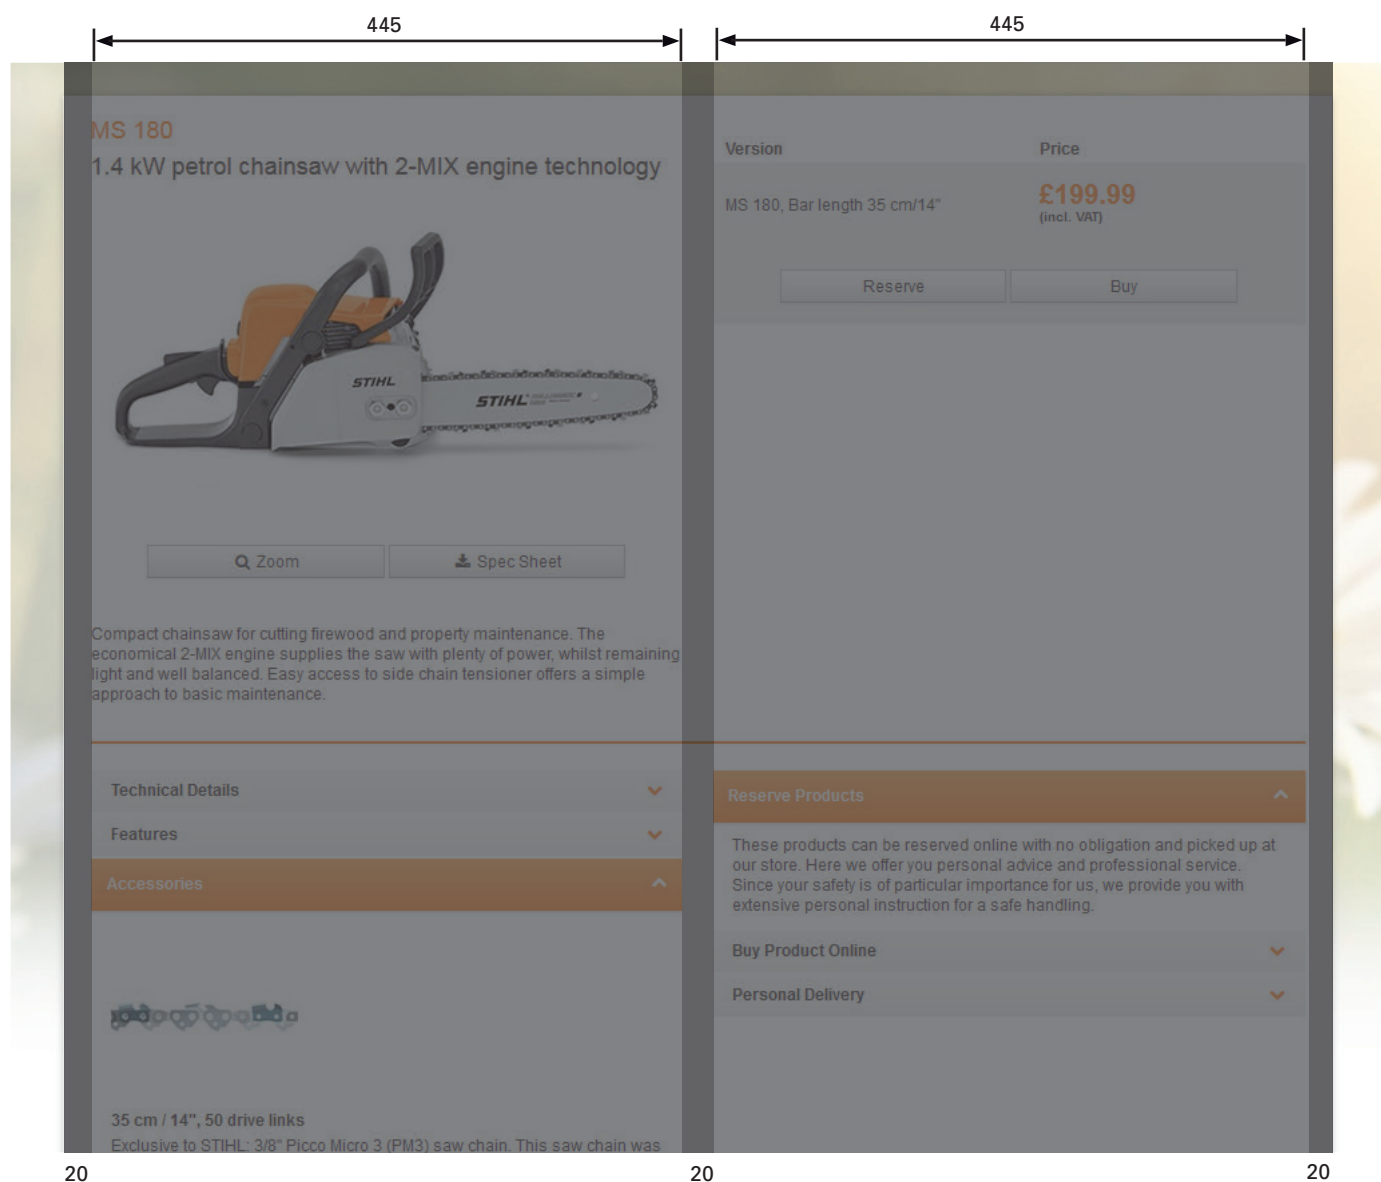 445
445
MS 180
1.4 kW petrol chainsaw with 2-MIX engine technology
STIHL
STIHL
Zoom
Spec Sheet
Compact chainsaw for cutting firewood and property maintenance. The
economical 2-MIX engine supplies the saw with plenty of power, whilst remaining
light and well balanced. Easy access to side chain tensioner offers a simple
approach to basic maintenance.
Version Price
MS 180, Bar length 35 cm/14"
£199.99
(incl. VAT)
Reserve
Buy
Technical Details
Features
Accessories
35 cm / 14", 50 drive links
Exclusive to STIHL: 3/8" Picco Micro 3 (PM3) saw chain. This saw chain was
Reserve Products
These products can be reserved online with no obligation and picked up at
our store. Here we offer you personal advice and professional service.
Since your safety is of particular importance for us, we provide you with
extensive personal instruction for a safe handling.
Buy Product Online
Personal Delivery
20
20
20